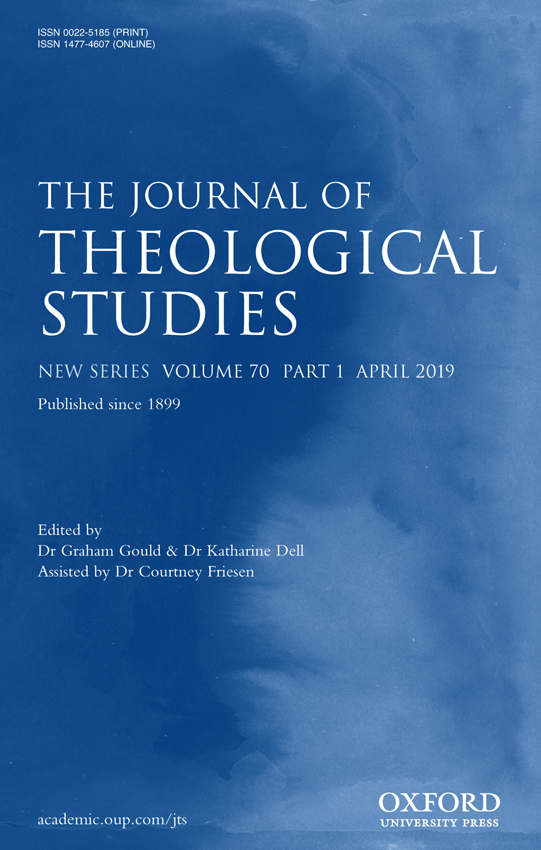 ISSN 0022-5185 (PRINT)
ISSN 1477-4607 (ONLINE)
THE JOURNAL OF
THEOLOGICAL
STUDIES
NEW SERIES VOLUME 70 PART 1 APRIL 2019
Published since 1899
Edited by
Dr Graham Gould & Dr Katharine Dell
Assisted by Dr Courtney Friesen
academic.oup.com/jts
OXFORD
UNIVERSITY PRESS